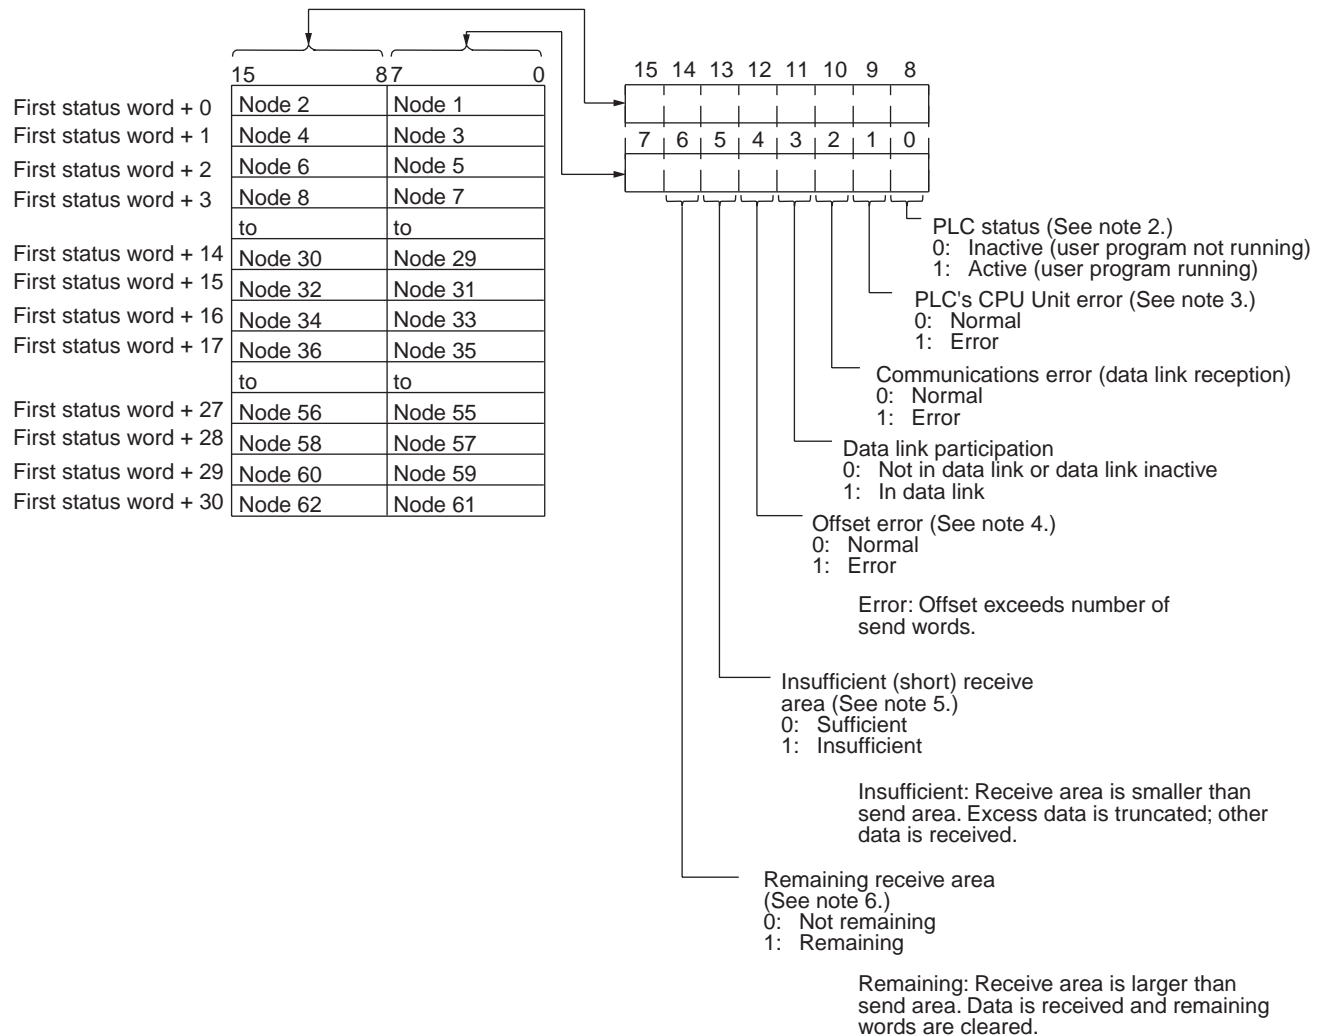 15 8 7 0
First status word + 0 Node 2 Node 1
First status word + 1 Node 4 Node 3
First status word + 2 Node 6 Node 5
First status word + 3 Node 8 Node 7
to to
First status word + 14 Node 30 Node 29
First status word + 15 Node 32 Node 31
First status word + 16 Node 34 Node 33
First status word + 17 Node 36 Node 35
to to
First status word + 27 Node 56 Node 55
First status word + 28 Node 58 Node 57
First status word + 29 Node 60 Node 59
First status word + 30 Node 62 Node 61
15 14 13 12 11 10 9 8
7 6 5 4 3 2 1 0
PLC status (See note 2.)
0: Inactive (user program not running)
1: Active (user program running)
PLC's CPU Unit error (See note 3.)
0: Normal
1: Error
Communications error (data link reception)
0: Normal
1: Error
Data link participation
0: Not in data link or data link inactive
1: In data link
Offset error (See note 4.)
0: Normal
1: Error
Error: Offset exceeds number of
send words.
Insufficient (short) receive
area (See note 5.)
0: Sufficient
1: Insufficient
Insufficient: Receive area is smaller than
send area. Excess data is truncated; other
data is received.
Remaining receive area
(See note 6.)
0: Not remaining
1: Remaining
Remaining: Receive area is larger than
send area. Data is received and remaining
words are cleared.